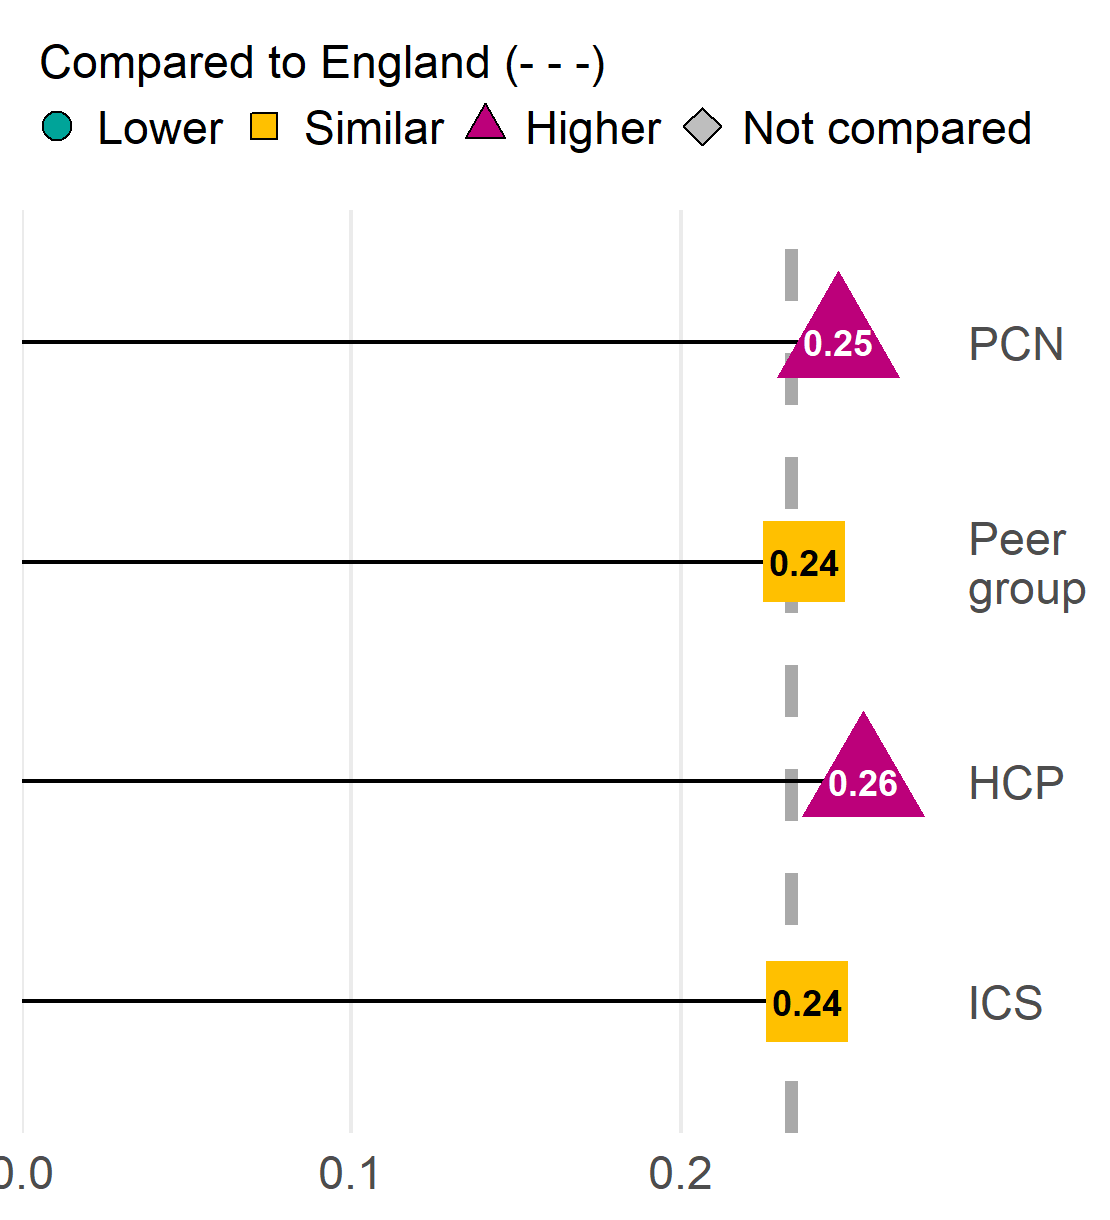 Compared to England (- - -)
Lower Similar Higher Not compared
0.25 PCN
0.24 Peer
group
0.26 HCP
0.24 ICS
0.0 0.1 0.2